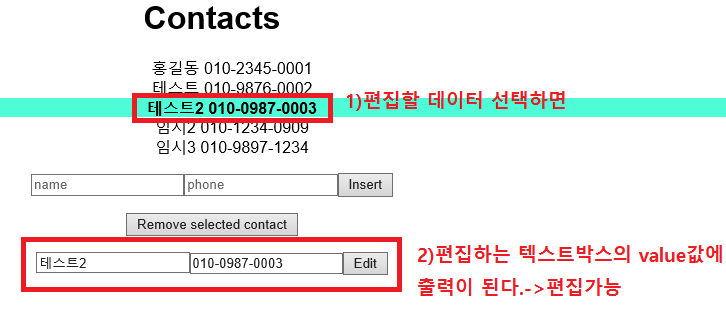 Contacts
홍길동 010-2345-0001
테스트 010-9876-0002
테스트2 010-0987-0003
1)편집할 데이터 선택하면
임시2 010-1234-0909
임시3 010-9897-1234
name phone Insert
Remove selected contact
테스트2 010-0987-0003 Edit
2)편집하는 텍스트박스의 value값에
출력이 된다.->편집가능